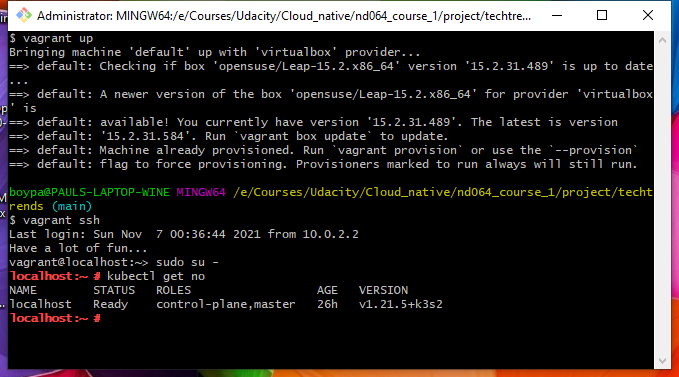 Administrator: MINGW64:/e/Courses/Udacity/Cloud_native/nd064_course_1/project/techtre...
$ vagrant up
Bringing machine 'default' up with 'virtualbox' provider...
==> default: Checking if box 'opensuse/Leap-15.2.x86_64' version '15.2.31.489' is up to date
...
==> default: A newer version of the box 'opensuse/Leap-15.2.x86_64' for provider 'virtualbox
' is
==> default: available! You currently have version '15.2.31.489'. The latest is version
==> default: '15.2.31.584'. Run `vagrant box update` to update.
==> default: Machine already provisioned. Run `vagrant provision` or use the `--provision`
==> default: flag to force provisioning. Provisioners marked to run always will still run.
boypa@PAULS-LAPTOP-WINE MINGW64 /e/Courses/Udacity/Cloud_native/nd064_course_1/project/techt
rends (main)
$ vagrant ssh
Last login: Sun Nov  7 00:36:44 2021 from 10.0.2.2
Have a lot of fun...
vagrant@localhost:~> sudo su -
localhost:~ # kubectl get no
NAME        STATUS   ROLES                  AGE   VERSION
localhost   Ready    control-plane,master   26h   v1.21.5+k3s2
localhost:~ #